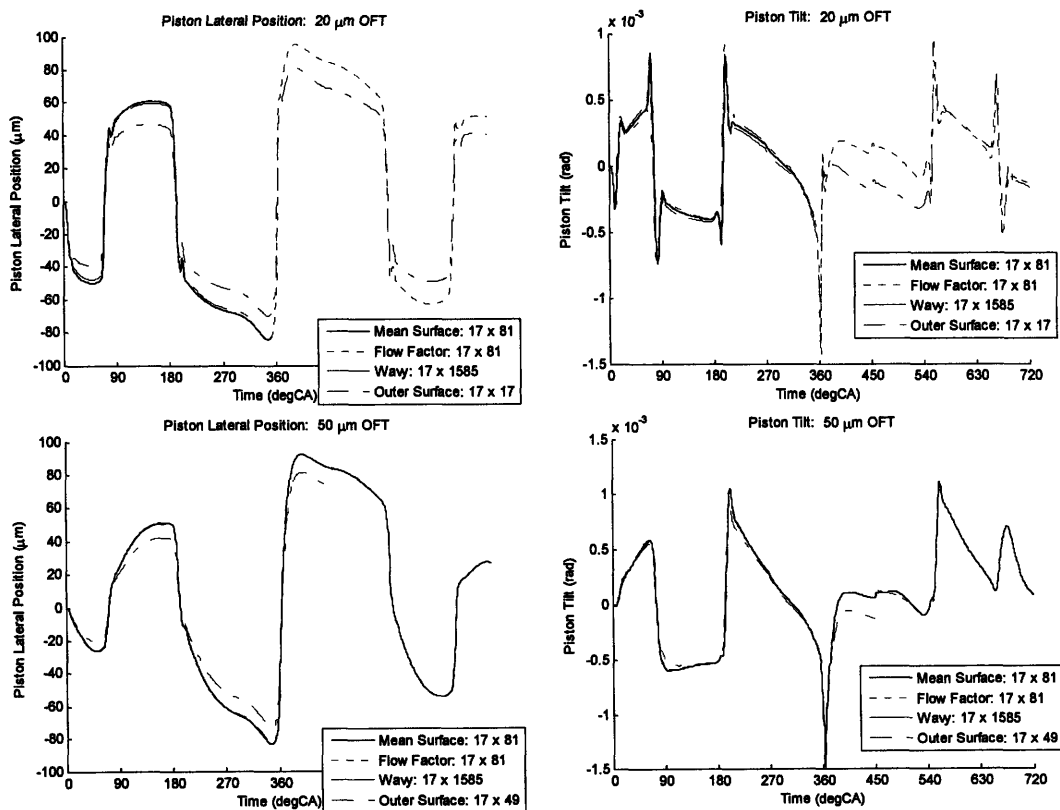 Piston Lateral Position: 20 μm OFT
100
80
60
40
20
0
-20
-40
-60
-80
-100
Piston Lateral Position (μm)
0 90 180 270 360 450 540 630 720
Time (degCA)
Mean Surface: 17 x 81
Flow Factor: 17 x 81
Wavy: 17 x 1585
Outer Surface: 17 x 17
Piston Tilt: 20 μm OFT
x 10⁻³
1
0.5
0
-0.5
-1
-1.5
Piston Tilt (rad)
0 90 180 270 360 450 540 630 720
Time (degCA)
Mean Surface: 17 x 81
Flow Factor: 17 x 81
Wavy: 17 x 1585
Outer Surface: 17 x 17
Piston Lateral Position: 50 μm OFT
100
80
60
40
20
0
-20
-40
-60
-80
-100
Piston Lateral Position (μm)
0 90 180 270 360 450 540 630 720
Time (degCA)
Mean Surface: 17 x 81
Flow Factor: 17 x 81
Wavy: 17 x 1585
Outer Surface: 17 x 49
Piston Tilt: 50 μm OFT
x 10⁻³
1.5
1
0.5
0
-0.5
-1
-1.5
Piston Tilt (rad)
0 90 180 270 360 450 540 630 720
Time (degCA)
Mean Surface: 17 x 81
Flow Factor: 17 x 81
Wavy: 17 x 1585
Outer Surface: 17 x 49